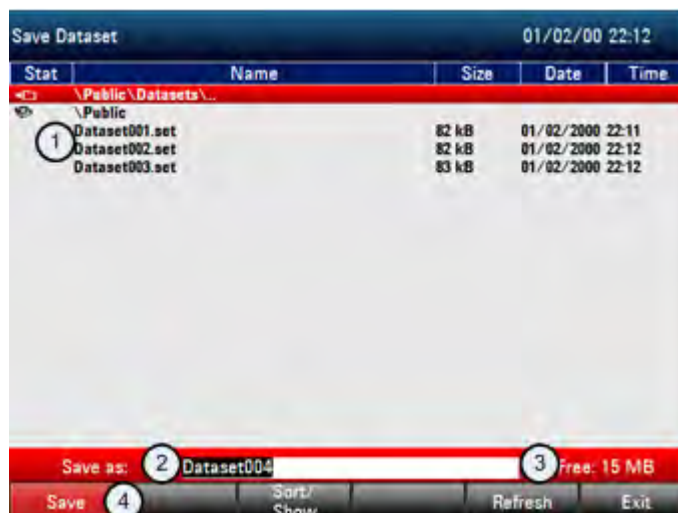 Save Dataset 01/02/00 22:12
Stat Name Size Date Time
\Public\Datasets\...
\Public
1
Dataset001.set 82 kB 01/02/2000 22:11
Dataset002.set 82 kB 01/02/2000 22:12
Dataset003.set 83 kB 01/02/2000 22:12
Save as: 2 Dataset004 3 Free: 15 MB
Save 4 Sort/ Show Refresh Exit